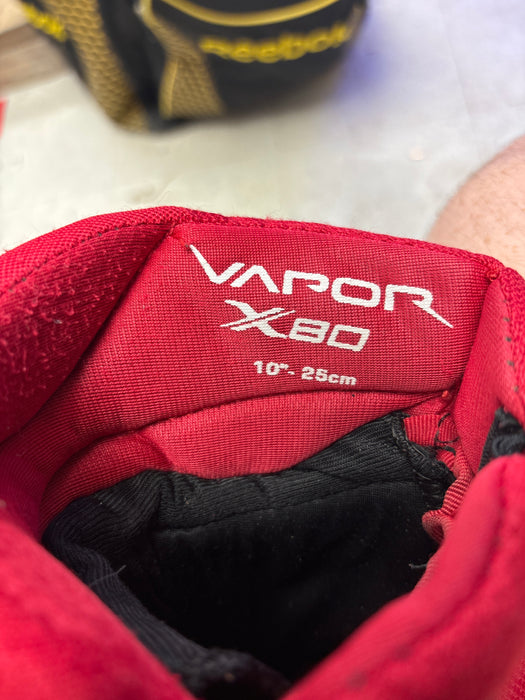 Reebok
VAPOR
X80
10"- 25cm